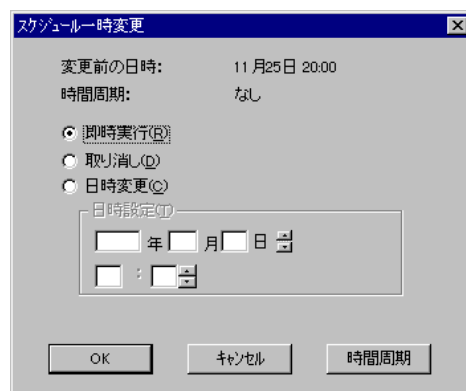 スケジュール一時変更
変更前の日時: 11月25日 20:00
時間周期: なし
即時実行(R)
取り消し(D)
日時変更(C)
日時設定(T)
年 月 日
:
OK キャンセル 時間周期